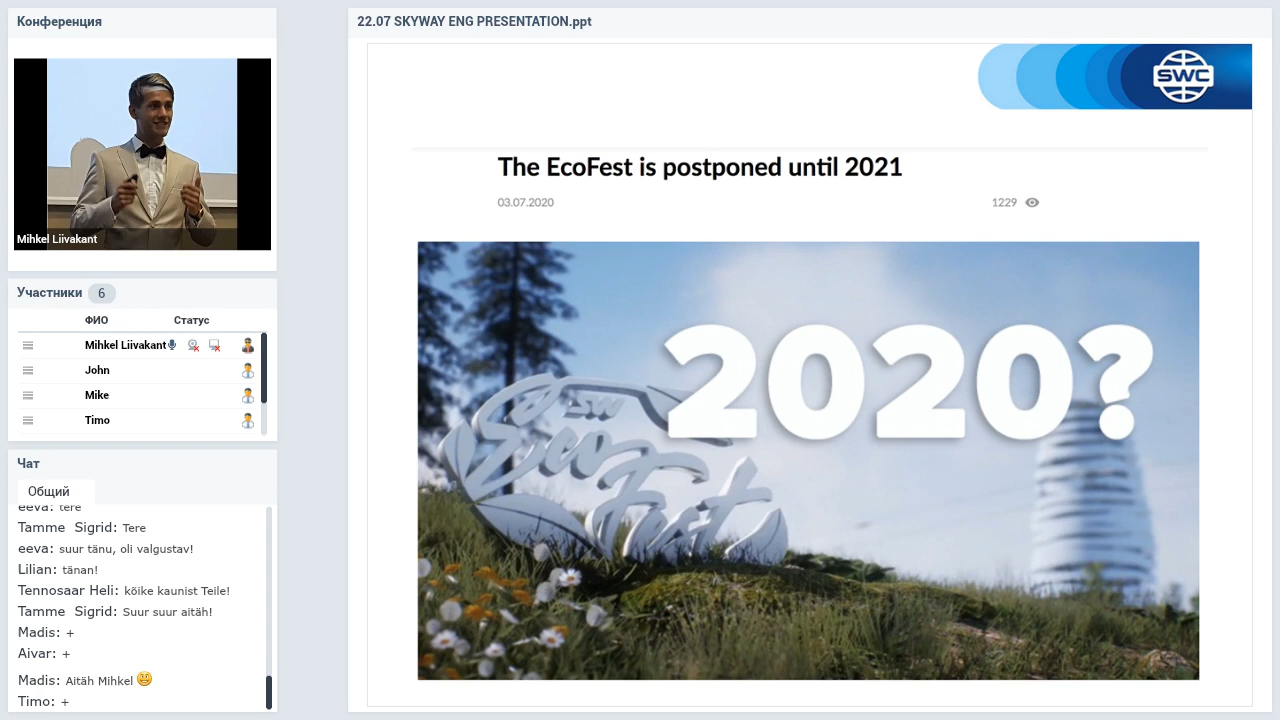 Конференция
Mihkel Liivakant
Участники 6
ФИО Статус
Mihkel Liivakant
John
Mike
Timo
Чат
Общий
eeva: tere
Tamme Sigrid: Tere
eeva: suur tänu, oli valgustav!
Lilian: tänan!
Tennosaar Heli: kõike kaunist Teile!
Tamme Sigrid: Suur suur aitäh!
Madis: +
Aivar: +
Madis: Aitäh Mihkel
Timo: +
22.07 SKYWAY ENG PRESENTATION.ppt
SWC
The EcoFest is postponed until 2021
03.07.2020 1229
2020?
SW
Eco
Fest